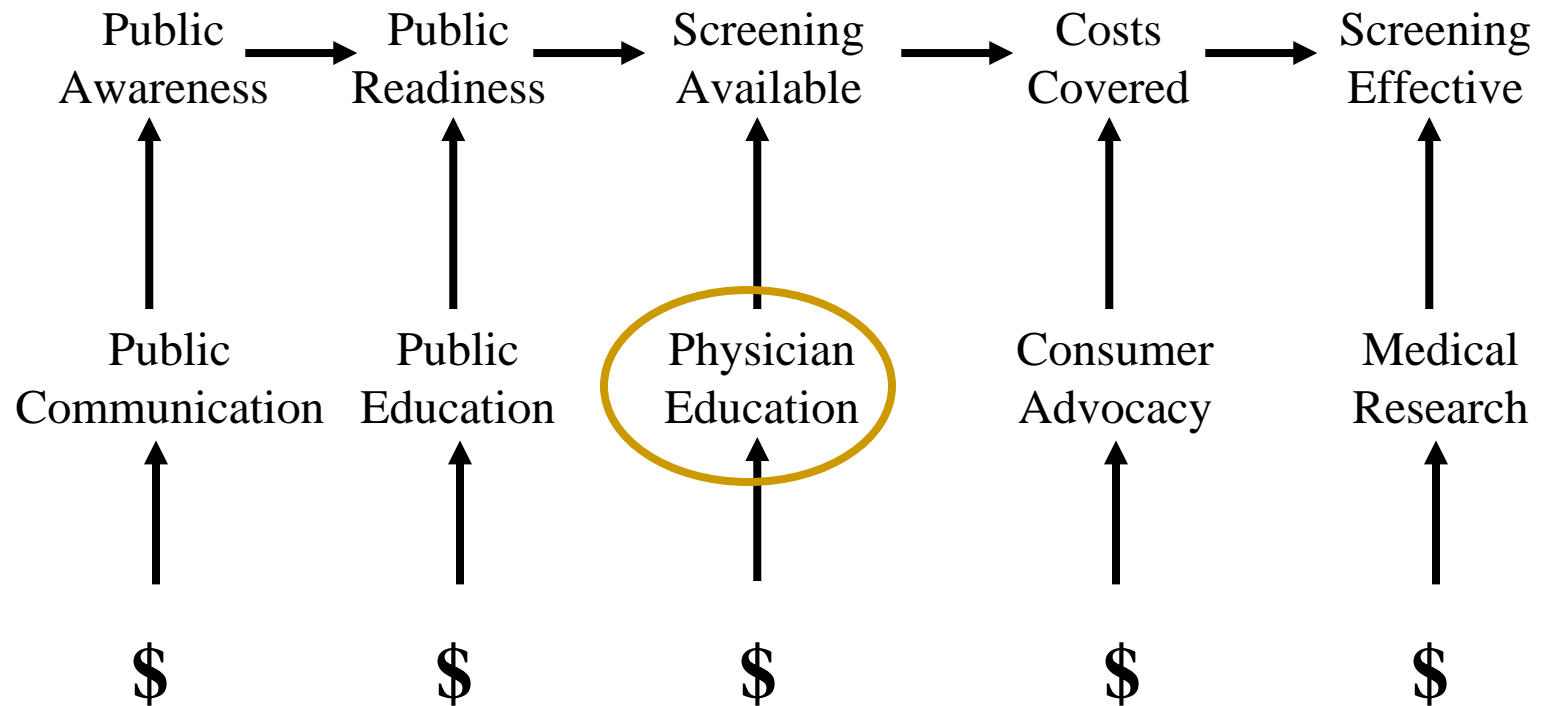 Public
Awareness
Public
Readiness
Screening
Available
Costs
Covered
Screening
Effective
Public
Communication
Public
Education
Physician
Education
Consumer
Advocacy
Medical
Research
$
$
$
$
$